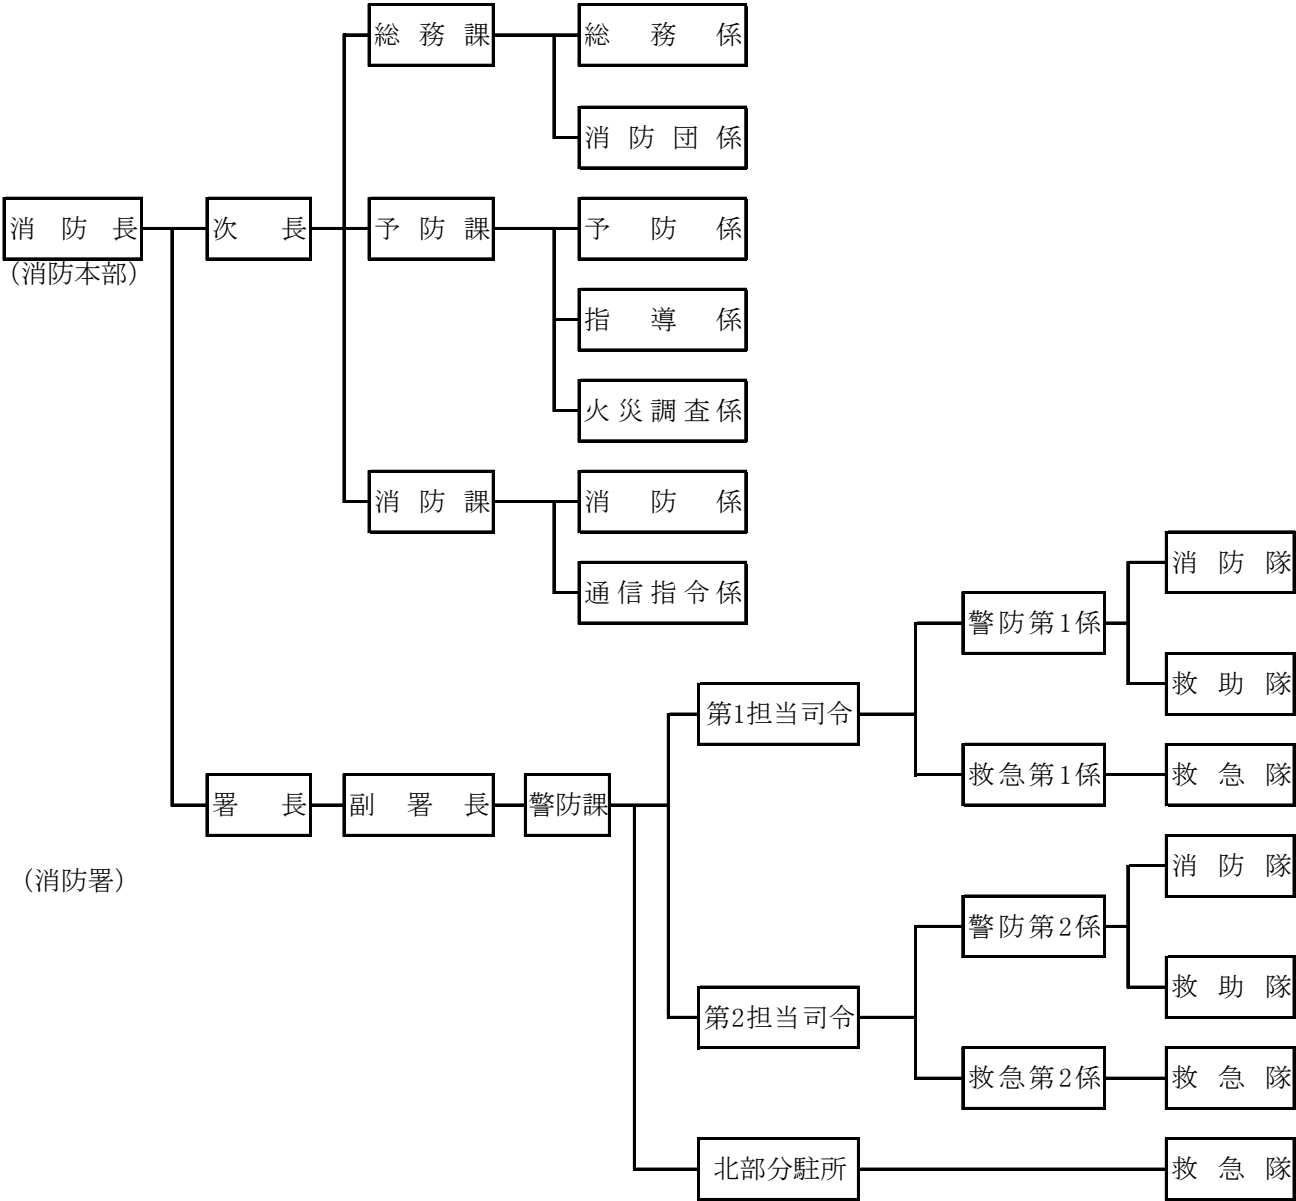 総務課 総務係
消防団係
消防長 次長 予防課 予防係
(消防本部)
指導係
火災調査係
消防課 消防係
消防隊
通信指令係
警防第1係
救助隊
第1担当司令
救急第1係 救急隊
署長 副署長 警防課
消防隊
(消防署)
警防第2係
救助隊
第2担当司令
救急第2係 救急隊
北部分駐所 救急隊